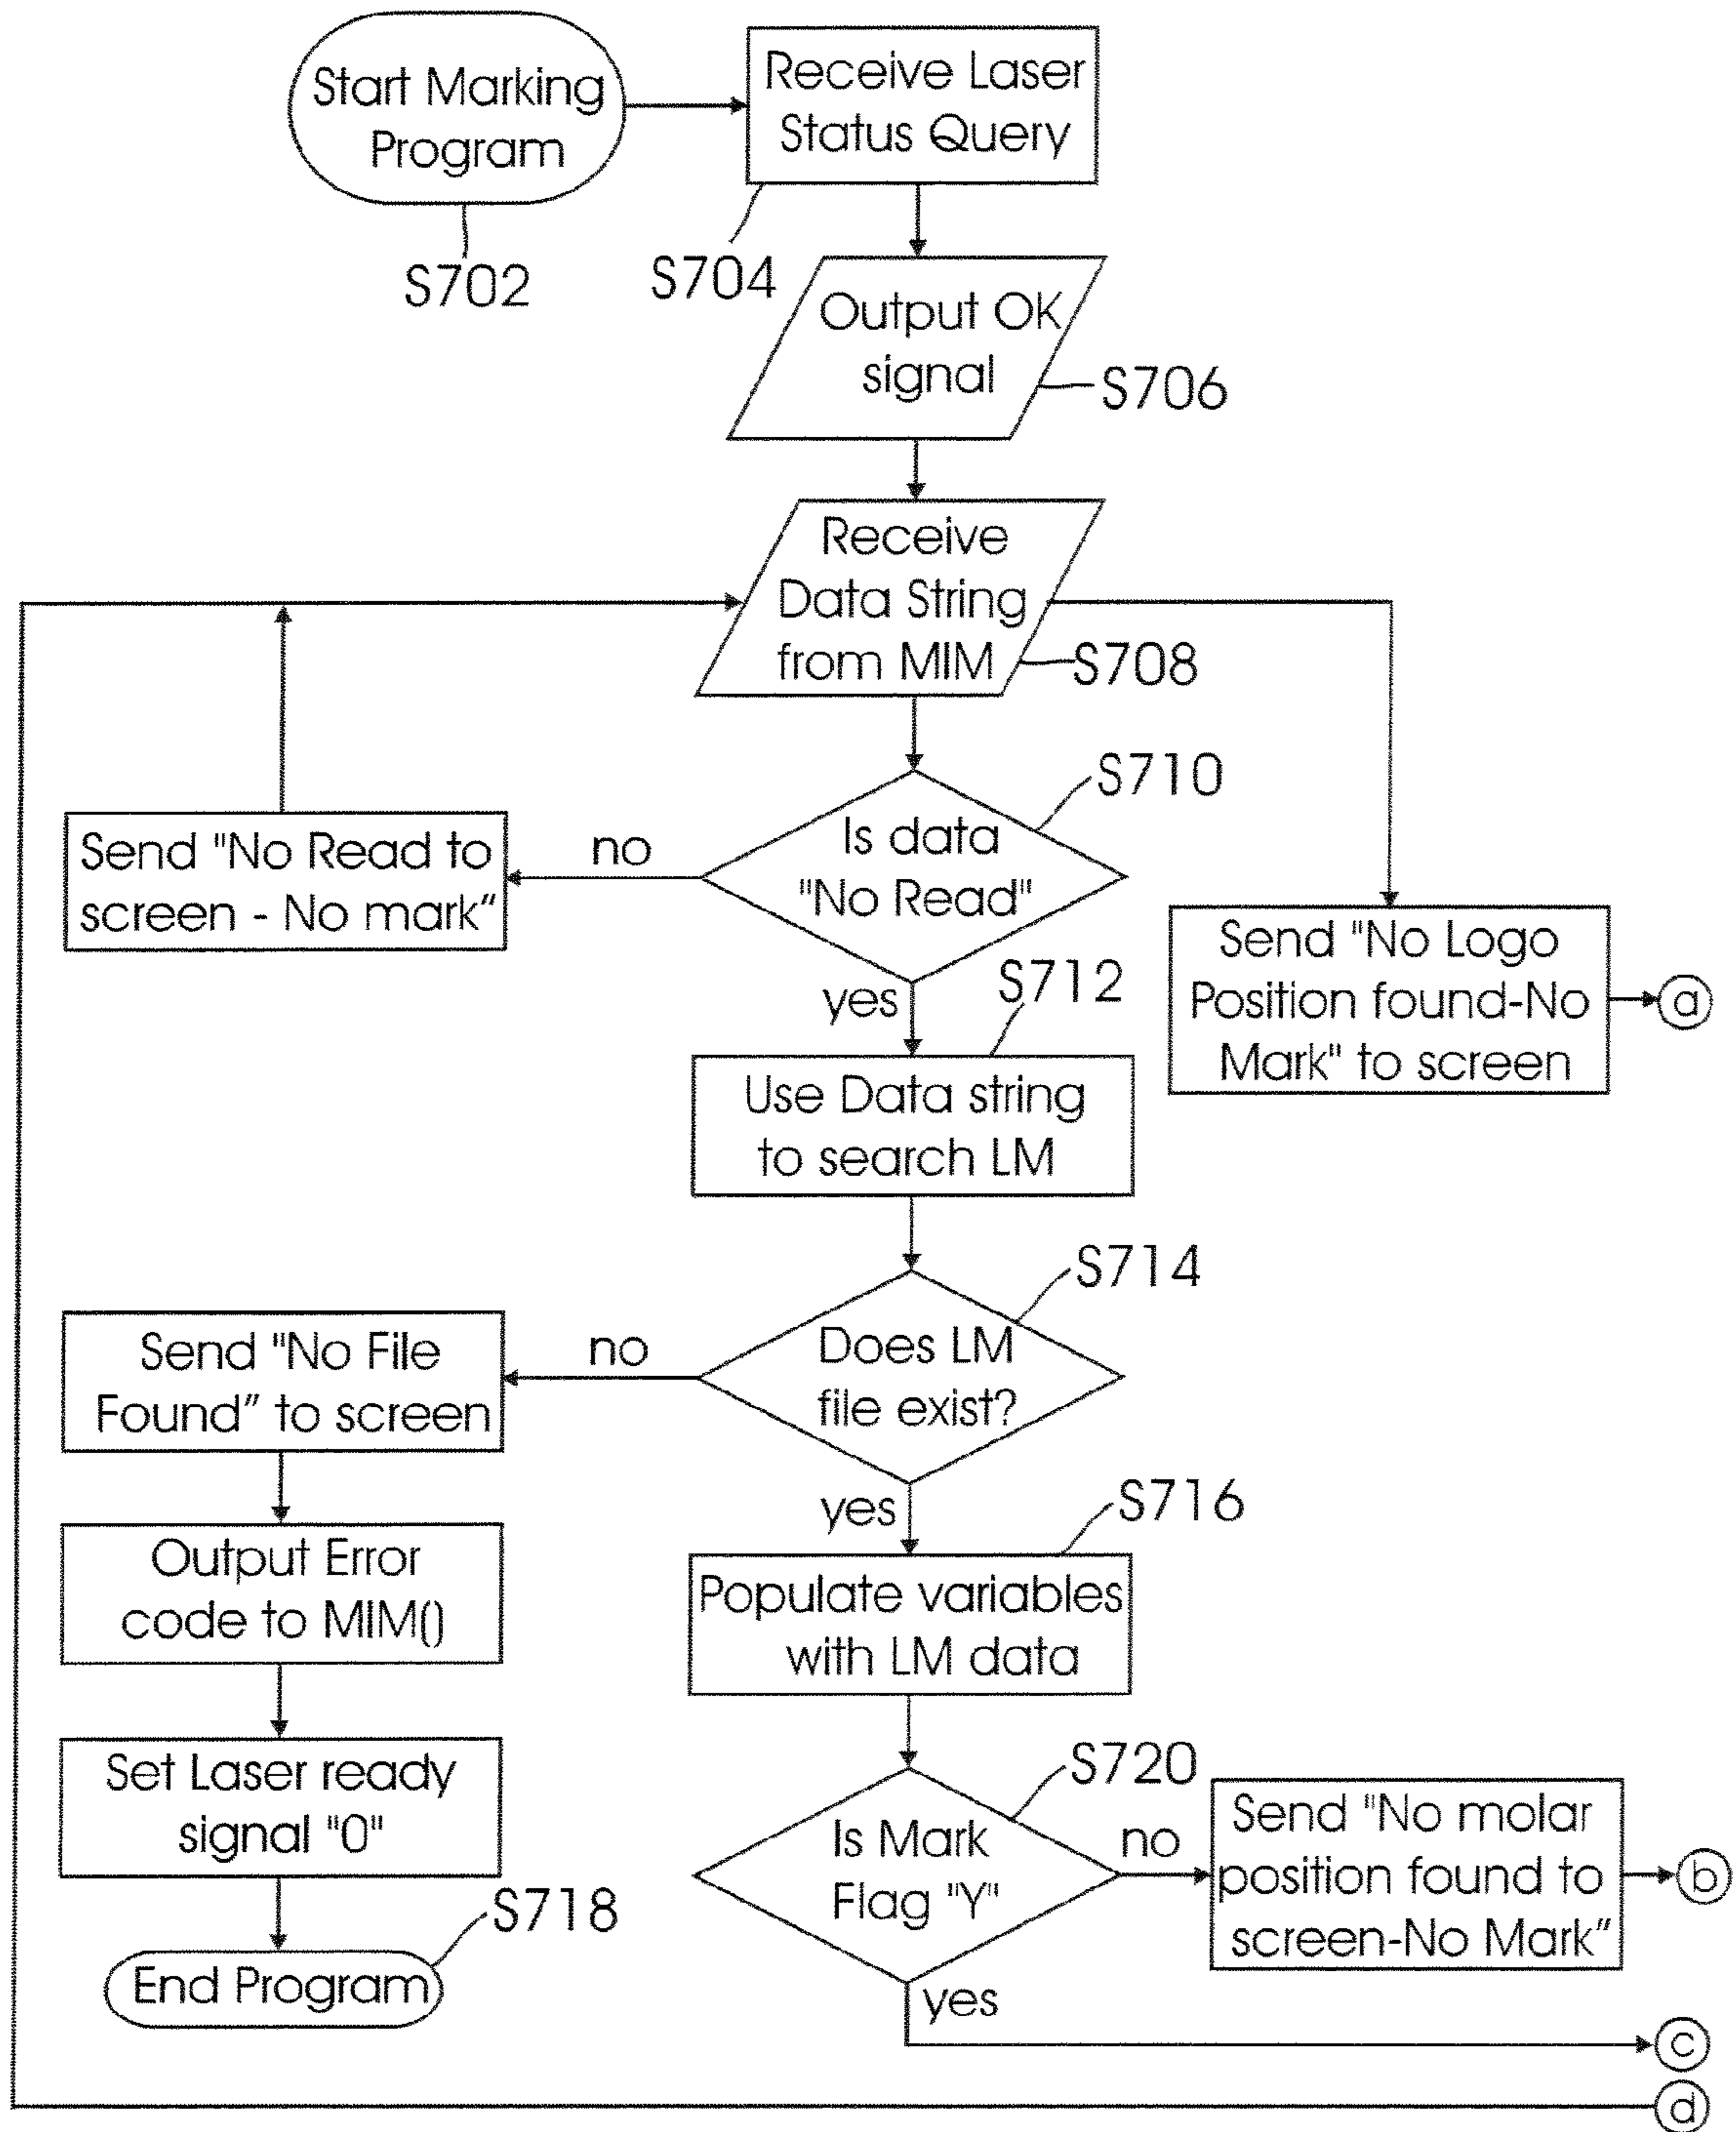 Start Marking
Program
S702
Receive Laser
Status Query
S704
Output OK
signal
S706
Receive
Data String
from MIM
S708
S710
Is data
"No Read"
no
Send "No Read to
screen - No mark"
yes
S712
Send "No Logo
Position found-No
Mark" to screen
a
Use Data string
to search LM
S714
Does LM
file exist?
no
Send "No File
Found" to screen
yes
S716
Output Error
code to MIM()
Populate variables
with LM data
Set Laser ready
signal "0"
S720
Is Mark
Flag "Y"
no
Send "No molar
position found to
screen-No Mark"
b
S718
End Program
yes
c
d